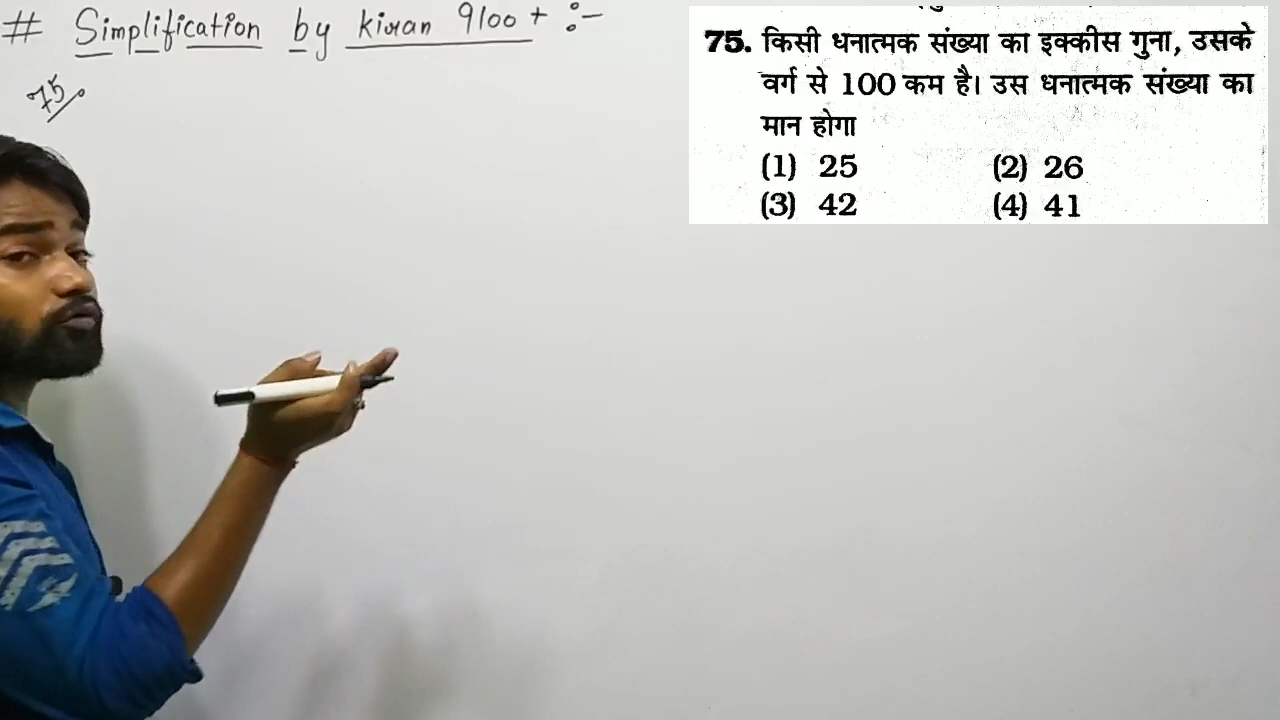 # Simplification by kiran 9100+ :-
75.
75. किसी धनात्मक संख्या का इक्कीस गुना, उसके
वर्ग से 100 कम है। उस धनात्मक संख्या का
मान होगा
(1) 25 (2) 26
(3) 42 (4) 41